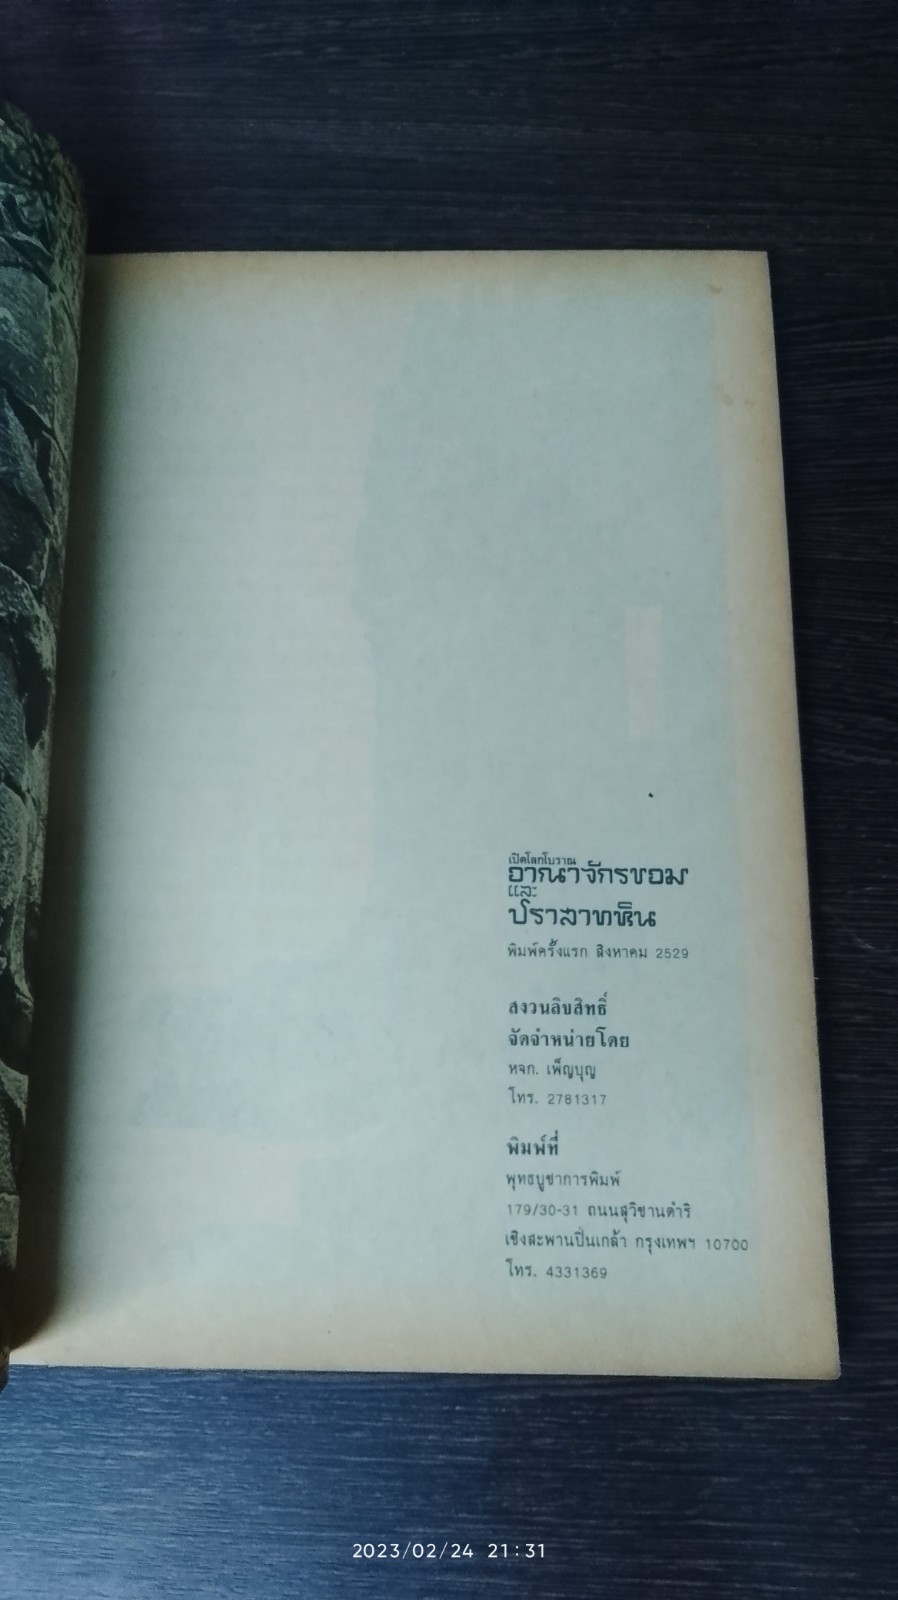 เปิดโลกโบราณ
อาณาจักรขอม
และ
ปราสาทหิน
พิมพ์ครั้งแรก สิงหาคม 2529
สงวนลิขสิทธิ์
จัดจำหน่ายโดย
หจก. เพ็ญบุญ
โทร. 2781317
พิมพ์ที่
พุทธบูชาการพิมพ์
179/30-31 ถนนสุวิชานดำริ
เชิงสะพานปิ่นเกล้า กรุงเทพฯ 10700
โทร. 4331369
2023/02/24 21:31